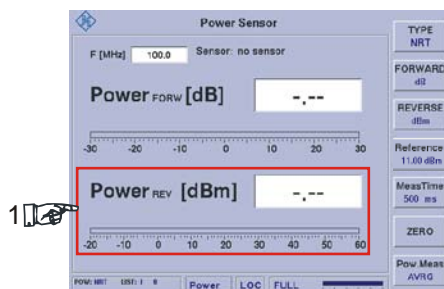 Power Sensor
F [MHz] 100.0 Sensor: no sensor
Power FORW [dB] -.--
-30 -20 -10 0 10 20 30
1
Power REV [dBm] -.--
-20 -10 0 10 20 30 40 50 60
POW: NRT
Power LOC FULL
TYPE
NRT
FORWARD
dB
REVERSE
dBm
Reference
11.00 dBm
MeasTime
500 ms
ZERO
Pow.Meas
AVRG